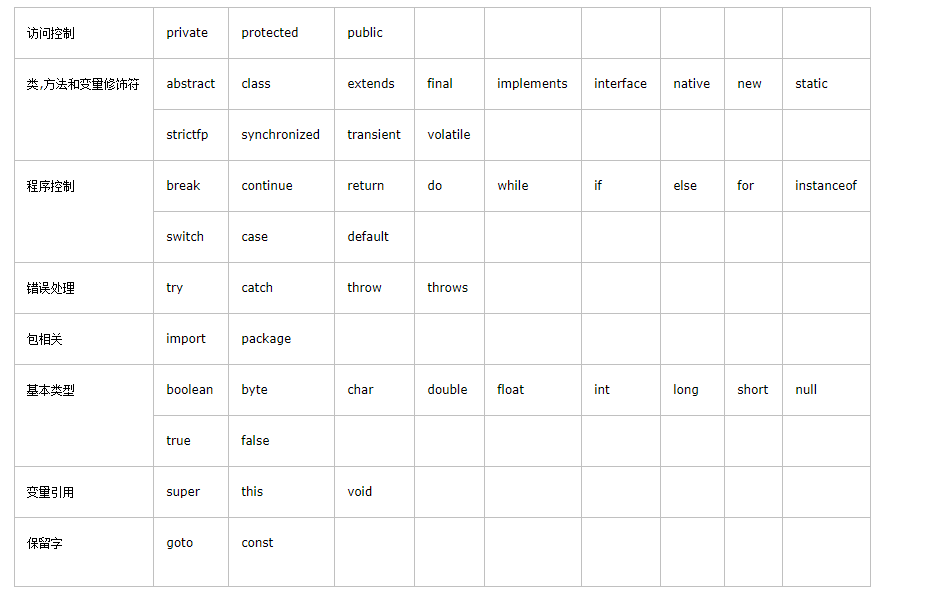 访问控制 private protected public
类,方法和变量修饰符 abstract class extends final implements interface native new static
strictfp synchronized transient volatile
程序控制 break continue return do while if else for instanceof
switch case default
错误处理 try catch throw throws
包相关 import package
基本类型 boolean byte char double float int long short null
true false
变量引用 super this void
保留字 goto const